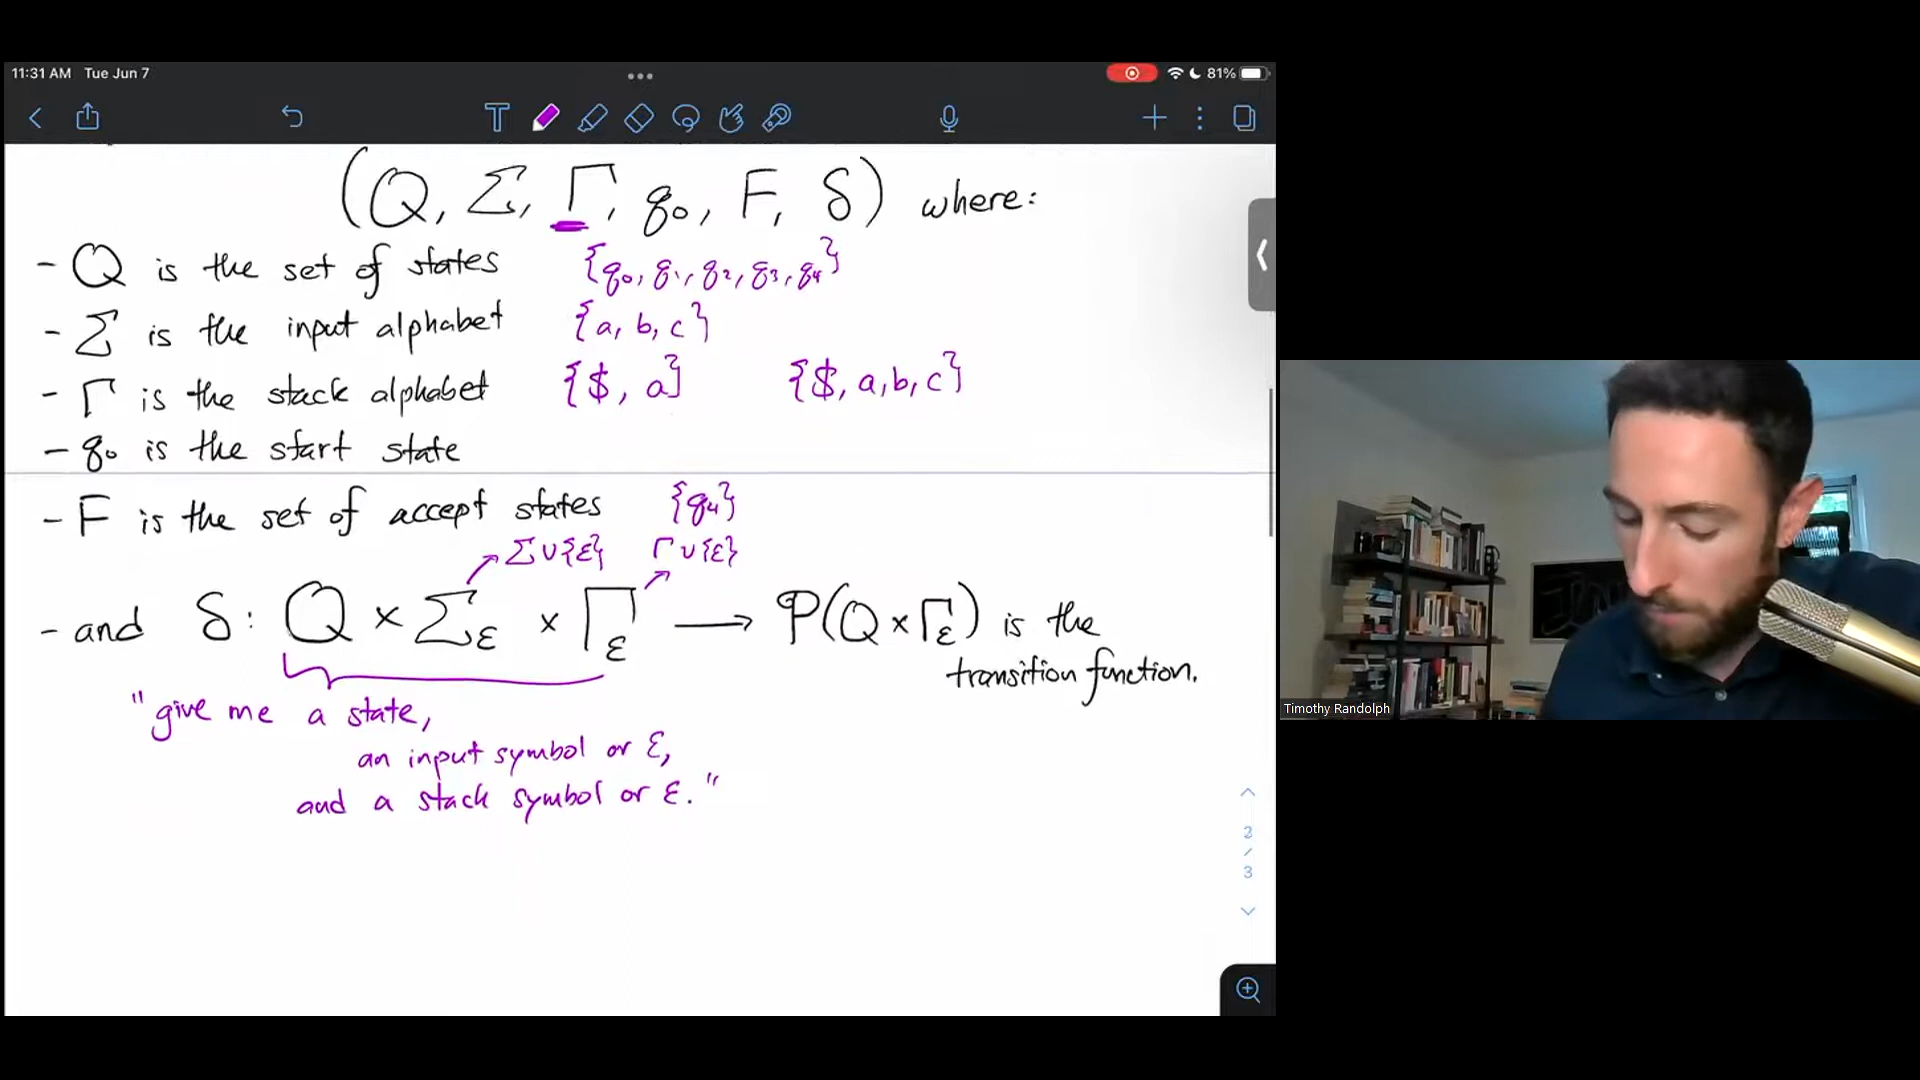 11:31 AM Tue Jun 7
81%
(Q, Σ, Γ, q0, F, δ) where:
- Q is the set of states {q0, q1, q2, q3, q4}
- Σ is the input alphabet {a, b, c}
- Γ is the stack alphabet {$, a} {$, a, b, c}
- q0 is the start state
- F is the set of accept states {q4}
Σ∪{ε} Γ∪{ε}
- and δ: Q × Σε × Γε → P(Q × Γε) is the
transition function.
"give me a state,
an input symbol or ε,
and a stack symbol or ε."
2
/
3
Timothy Randolph